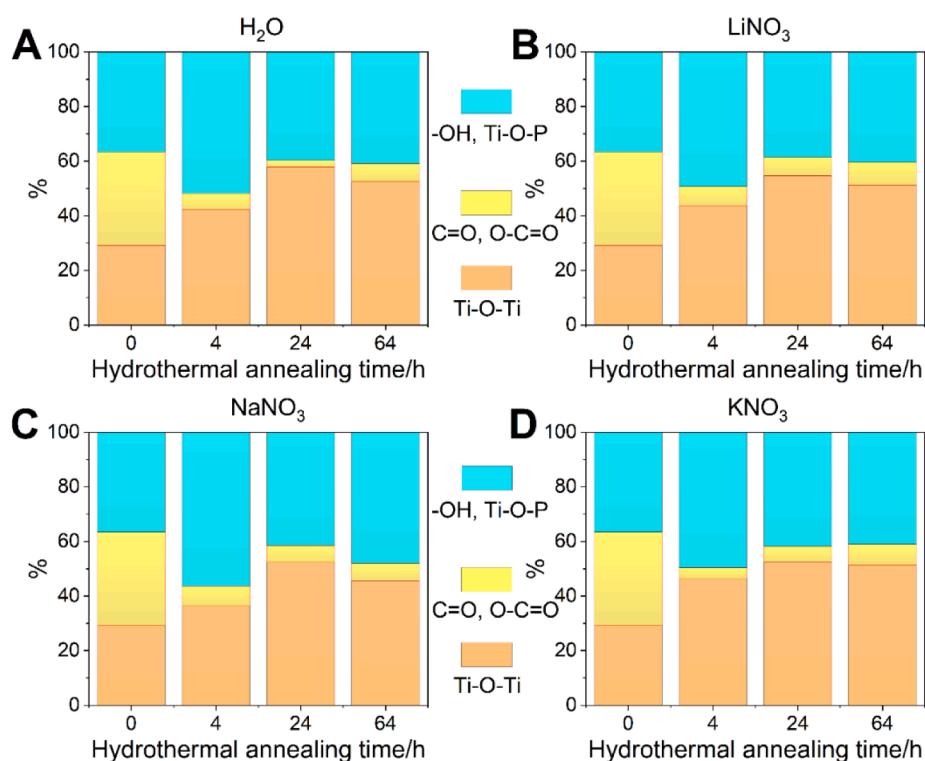 A
H₂O
100
80
60
40
20
0
%
0 4 24 64
Hydrothermal annealing time/h
-OH, Ti-O-P
C=O, O-C=O
Ti-O-Ti
B
LiNO₃
100
80
60
40
20
0
%
0 4 24 64
Hydrothermal annealing time/h
C
NaNO₃
100
80
60
40
20
0
%
0 4 24 64
Hydrothermal annealing time/h
-OH, Ti-O-P
C=O, O-C=O
Ti-O-Ti
D
KNO₃
100
80
60
40
20
0
%
0 4 24 64
Hydrothermal annealing time/h